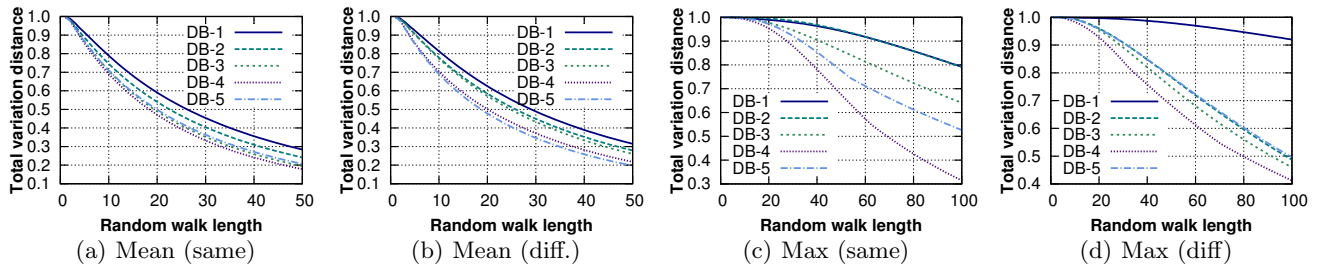 Total variation distance
1.0
0.9
0.8
0.7
0.6
0.5
0.4
0.3
0.2
0.1
DB-1
DB-2
DB-3
DB-4
DB-5
0 10 20 30 40 50
Random walk length
(a) Mean (same)
Total variation distance
1.0
0.9
0.8
0.7
0.6
0.5
0.4
0.3
0.2
0.1
DB-1
DB-2
DB-3
DB-4
DB-5
0 10 20 30 40 50
Random walk length
(b) Mean (diff.)
Total variation distance
1.0
0.9
0.8
0.7
0.6
0.5
0.4
0.3
DB-1
DB-2
DB-3
DB-4
DB-5
0 20 40 60 80 100
Random walk length
(c) Max (same)
Total variation distance
1.0
0.9
0.8
0.7
0.6
0.5
0.4
DB-1
DB-2
DB-3
DB-4
DB-5
0 20 40 60 80 100
Random walk length
(d) Max (diff)